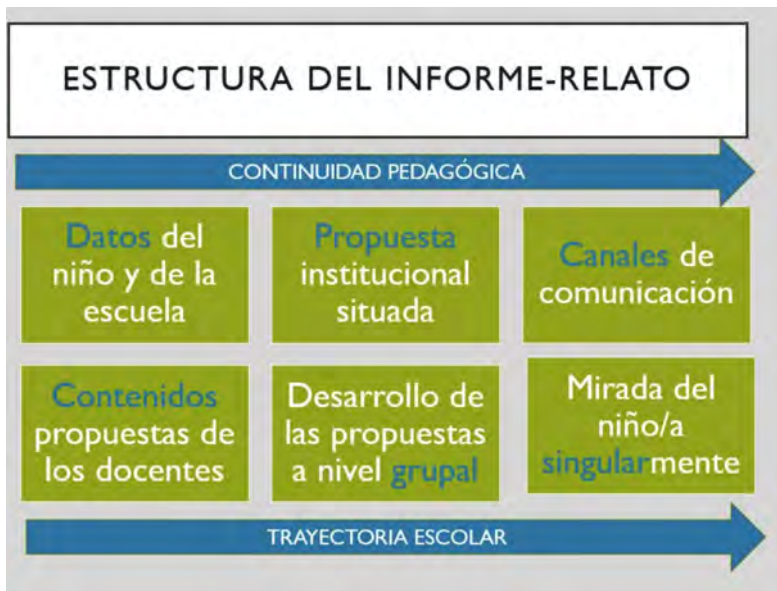 ESTRUCTURA DEL INFORME-RELATO
CONTINUIDAD PEDAGÓGICA
Datos del
niño y de la
escuela
Propuesta
institucional
situada
Canales de
comunicación
Contenidos
propuestas de
los docentes
Desarrollo de
las propuestas
a nivel grupal
Mirada del
niño/a
singularmente
TRAYECTORIA ESCOLAR